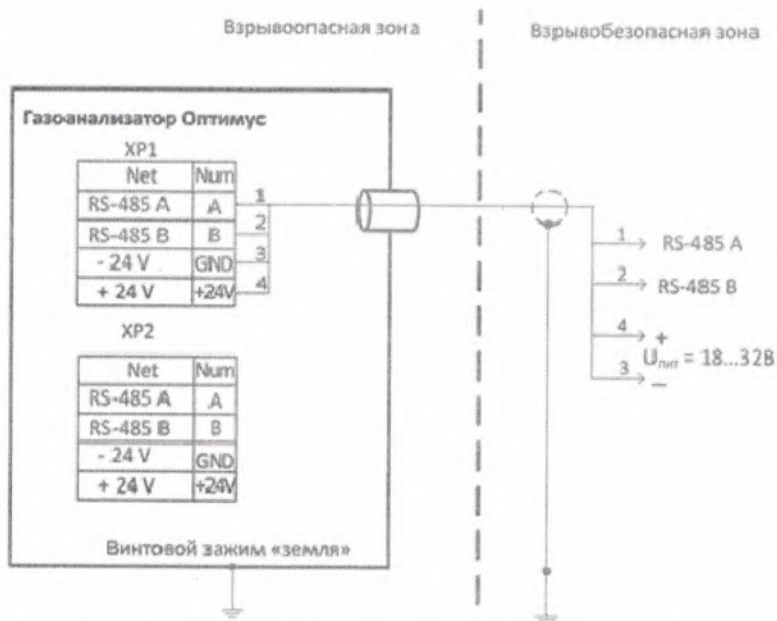 Взрывоопасная зона
Взрывобезопасная зона
Газоанализатор Оптимус
XP1
Net Num
RS-485 A A 1
RS-485 B B 2
- 24 V GND 3
+ 24 V +24V 4
1 RS-485 A
2 RS-485 B
4 +
Uпит = 18...32В
3 –
XP2
Net Num
RS-485 A A
RS-485 B B
- 24 V GND
+ 24 V +24V
Винтовой зажим «земля»